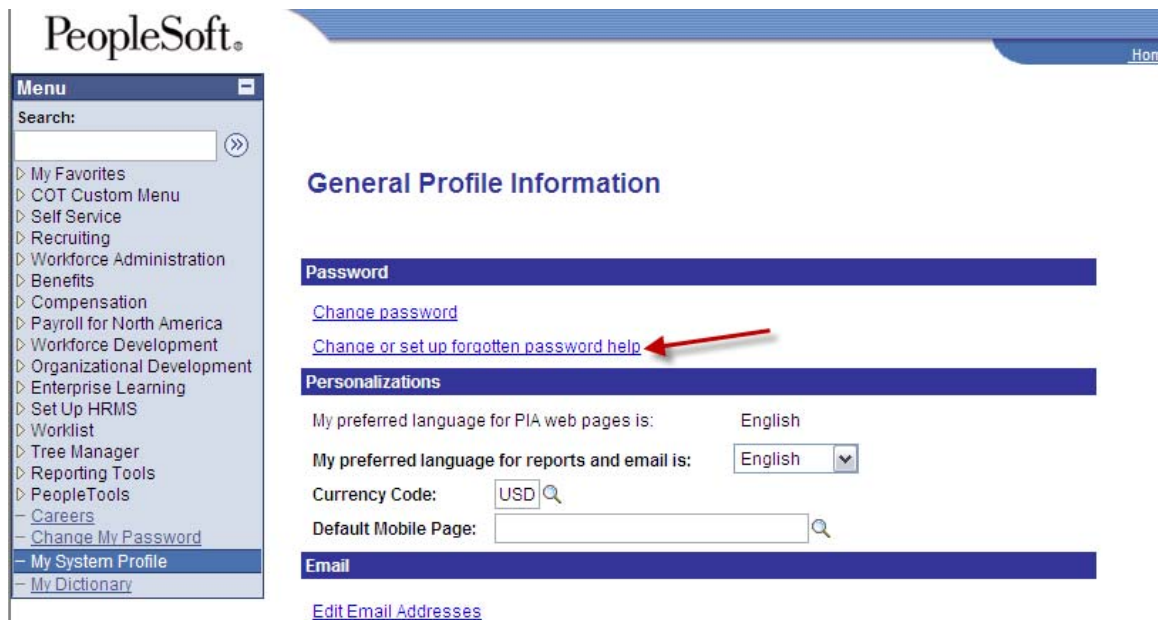 PeopleSoft®
Menu
Search:
My Favorites
COT Custom Menu
Self Service
Recruiting
Workforce Administration
Benefits
Compensation
Payroll for North America
Workforce Development
Organizational Development
Enterprise Learning
Set Up HRMS
Worklist
Tree Manager
Reporting Tools
PeopleTools
Careers
Change My Password
My System Profile
My Dictionary
General Profile Information
Password
Change password
Change or set up forgotten password help
Personalizations
My preferred language for PIA web pages is: English
My preferred language for reports and email is: English
Currency Code: USD
Default Mobile Page:
Email
Edit Email Addresses